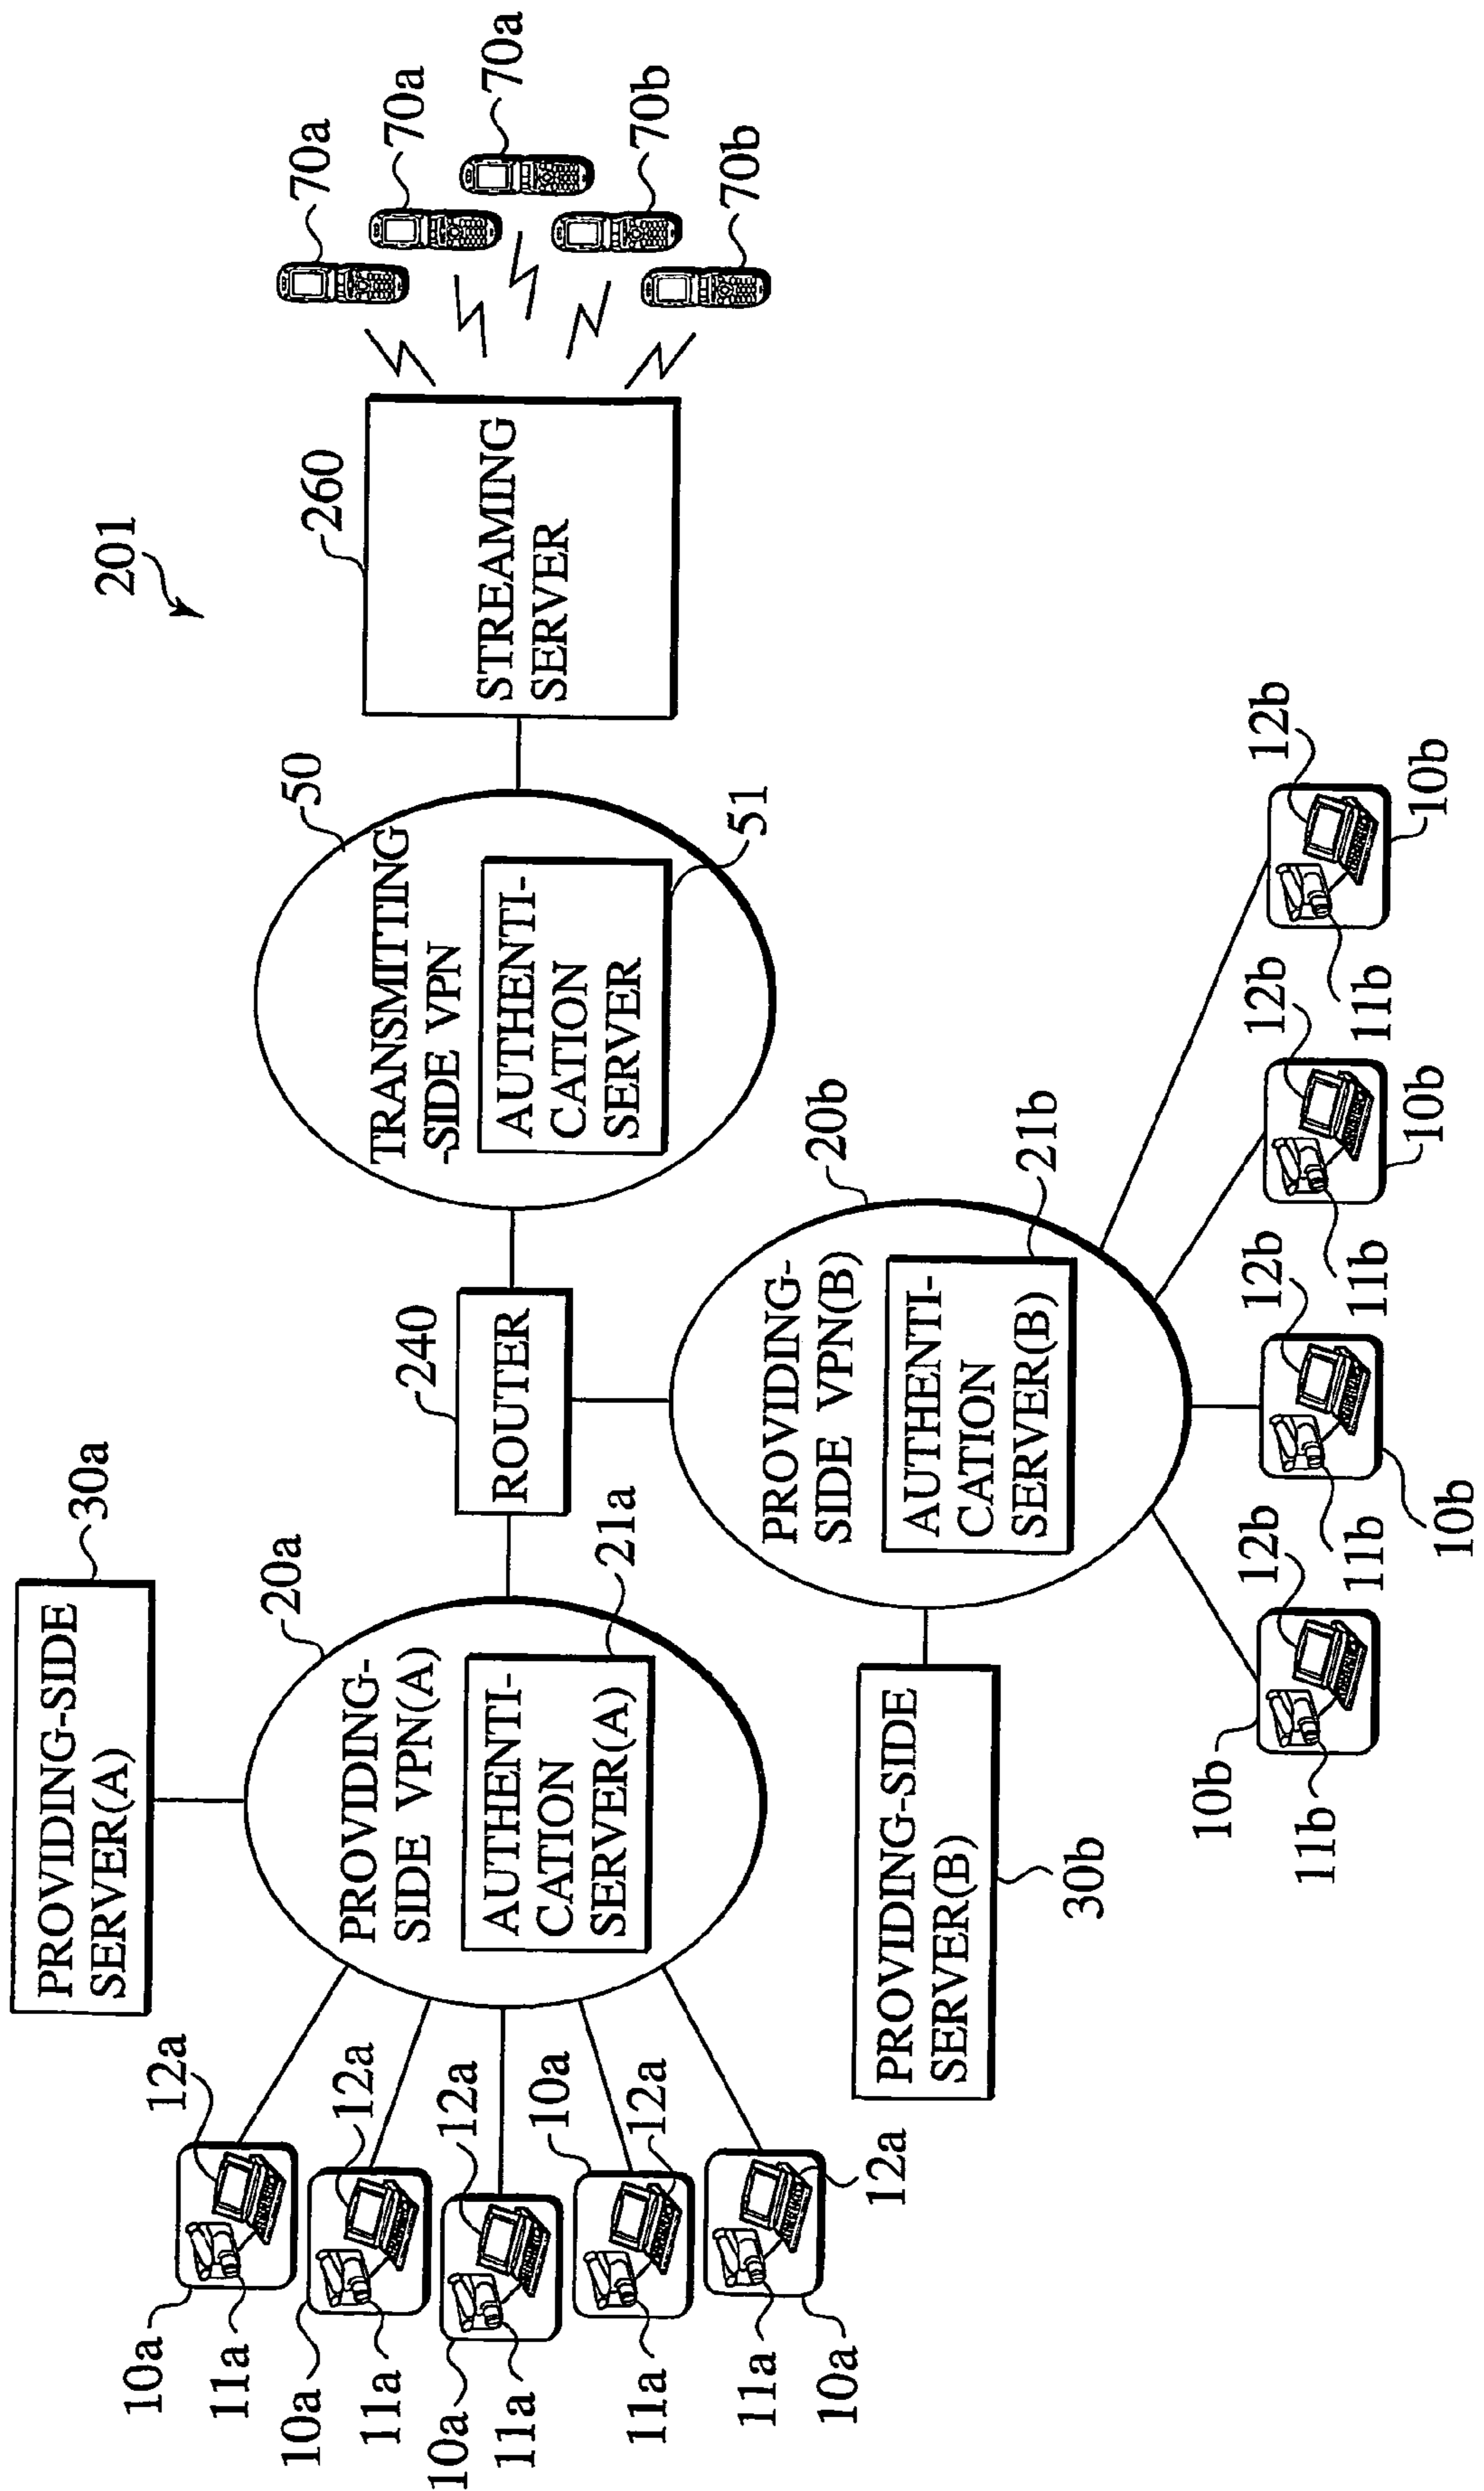 201
PROVIDING-SIDE
SERVER(A)
30a
20a
PROVIDING-
SIDE VPN(A)
AUTHENTI-
CATION
SERVER(A)
21a
240
ROUTER
50
TRANSMITTING
-SIDE VPN
AUTHENTI-
CATION
SERVER
51
260
STREAMING
SERVER
70a
70a
70a
70b
70b
10a
11a
12a
10a
11a
12a
10a
11a
12a
10a
11a
12a
10a
11a
12a
PROVIDING-SIDE
SERVER(B)
30b
20b
PROVIDING-
SIDE VPN(B)
AUTHENTI-
CATION
SERVER(B)
21b
10b
11b
12b
10b
11b
12b
10b
11b
12b
10b
11b
12b